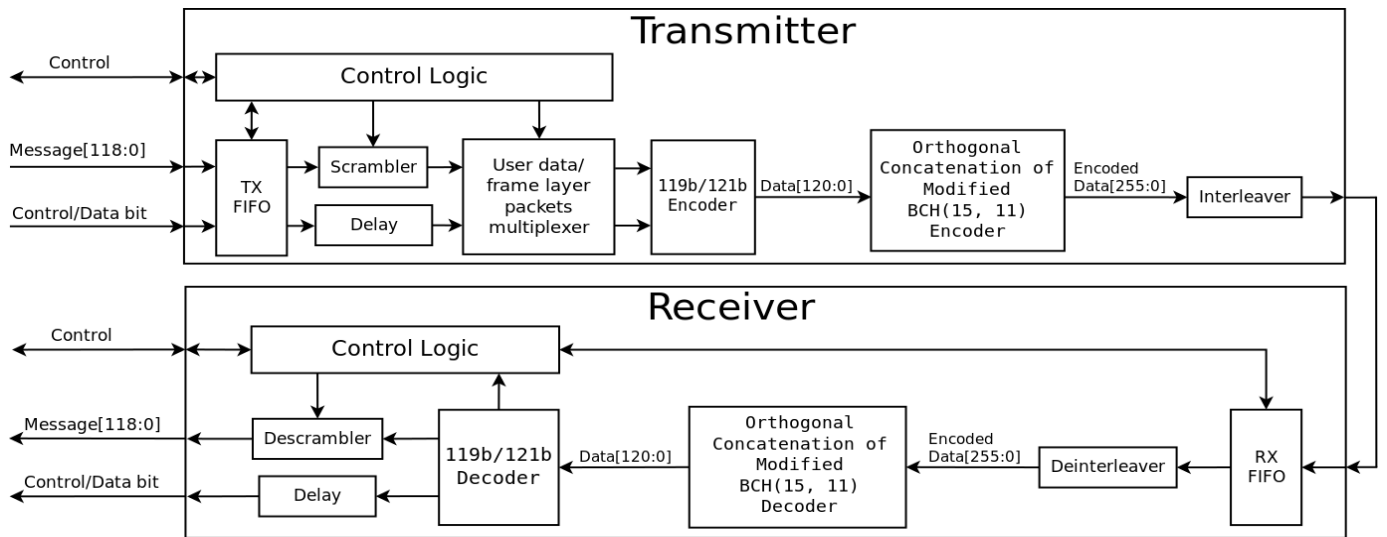 Transmitter
Control
Control Logic
Message[118:0]
Control/Data bit
TX
FIFO
Scrambler
Delay
User data/
frame layer
packets
multiplexer
119b/121b
Encoder
Data[120:0]
Orthogonal
Concatenation of
Modified
BCH(15, 11)
Encoder
Encoded
Data[255:0]
Interleaver
Receiver
Control
Control Logic
Message[118:0]
Control/Data bit
Descrambler
Delay
119b/121b
Decoder
Data[120:0]
Orthogonal
Concatenation of
Modified
BCH(15, 11)
Decoder
Encoded
Data[255:0]
Deinterleaver
RX
FIFO